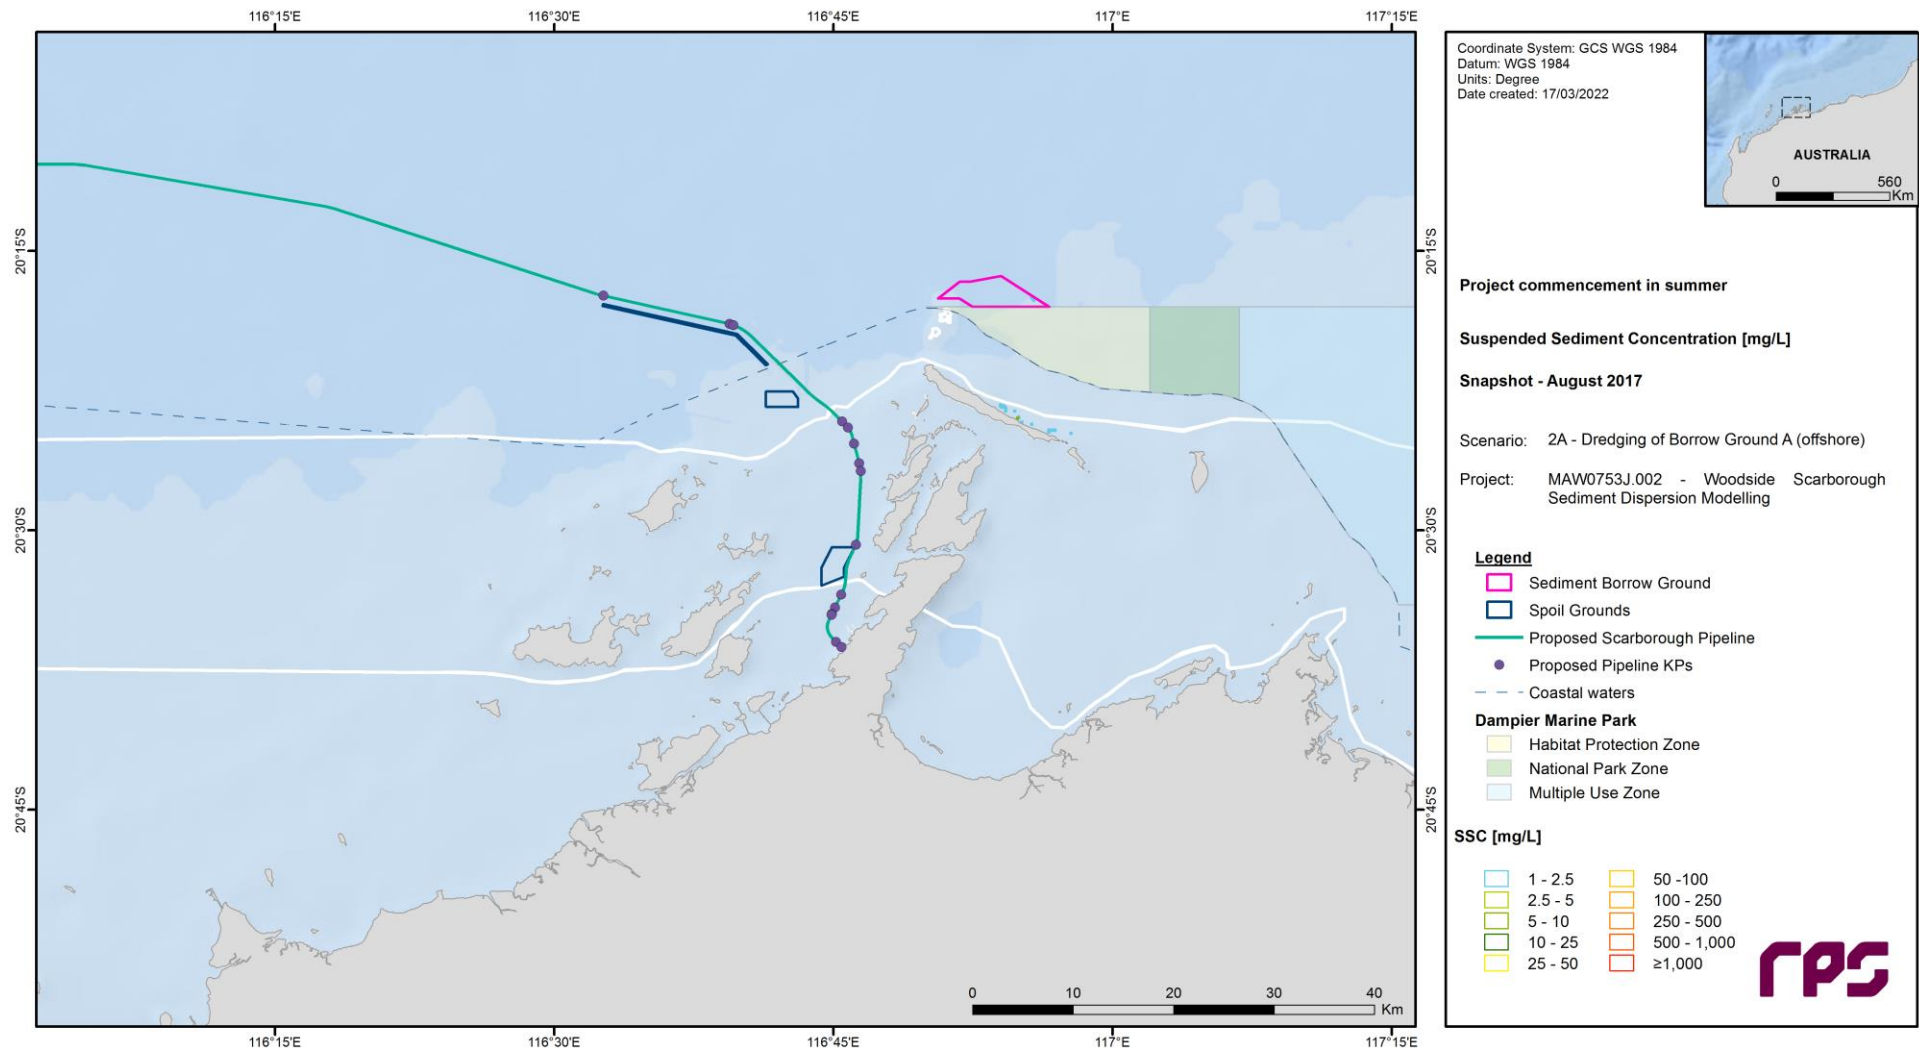 116°15'E 116°30'E 116°45'E 117°E 117°15'E
20°15'S 20°15'S
20°30'S 20°30'S
20°45'S 20°45'S
0 10 20 30 40
Km
116°15'E 116°30'E 116°45'E 117°E 117°15'E
Coordinate System: GCS WGS 1984
Datum: WGS 1984
Units: Degree
Date created: 17/03/2022
AUSTRALIA
0 560
Km
Project commencement in summer
Suspended Sediment Concentration [mg/L]
Snapshot - August 2017
Scenario: 2A - Dredging of Borrow Ground A (offshore)
Project: MAW0753J.002 - Woodside Scarborough
Sediment Dispersion Modelling
Legend
Sediment Borrow Ground
Spoil Grounds
Proposed Scarborough Pipeline
Proposed Pipeline KPs
Coastal waters
Dampier Marine Park
Habitat Protection Zone
National Park Zone
Multiple Use Zone
SSC [mg/L]
1 - 2.5 50 -100
2.5 - 5 100 - 250
5 - 10 250 - 500
10 - 25 500 - 1,000
25 - 50 ≥1,000
rps